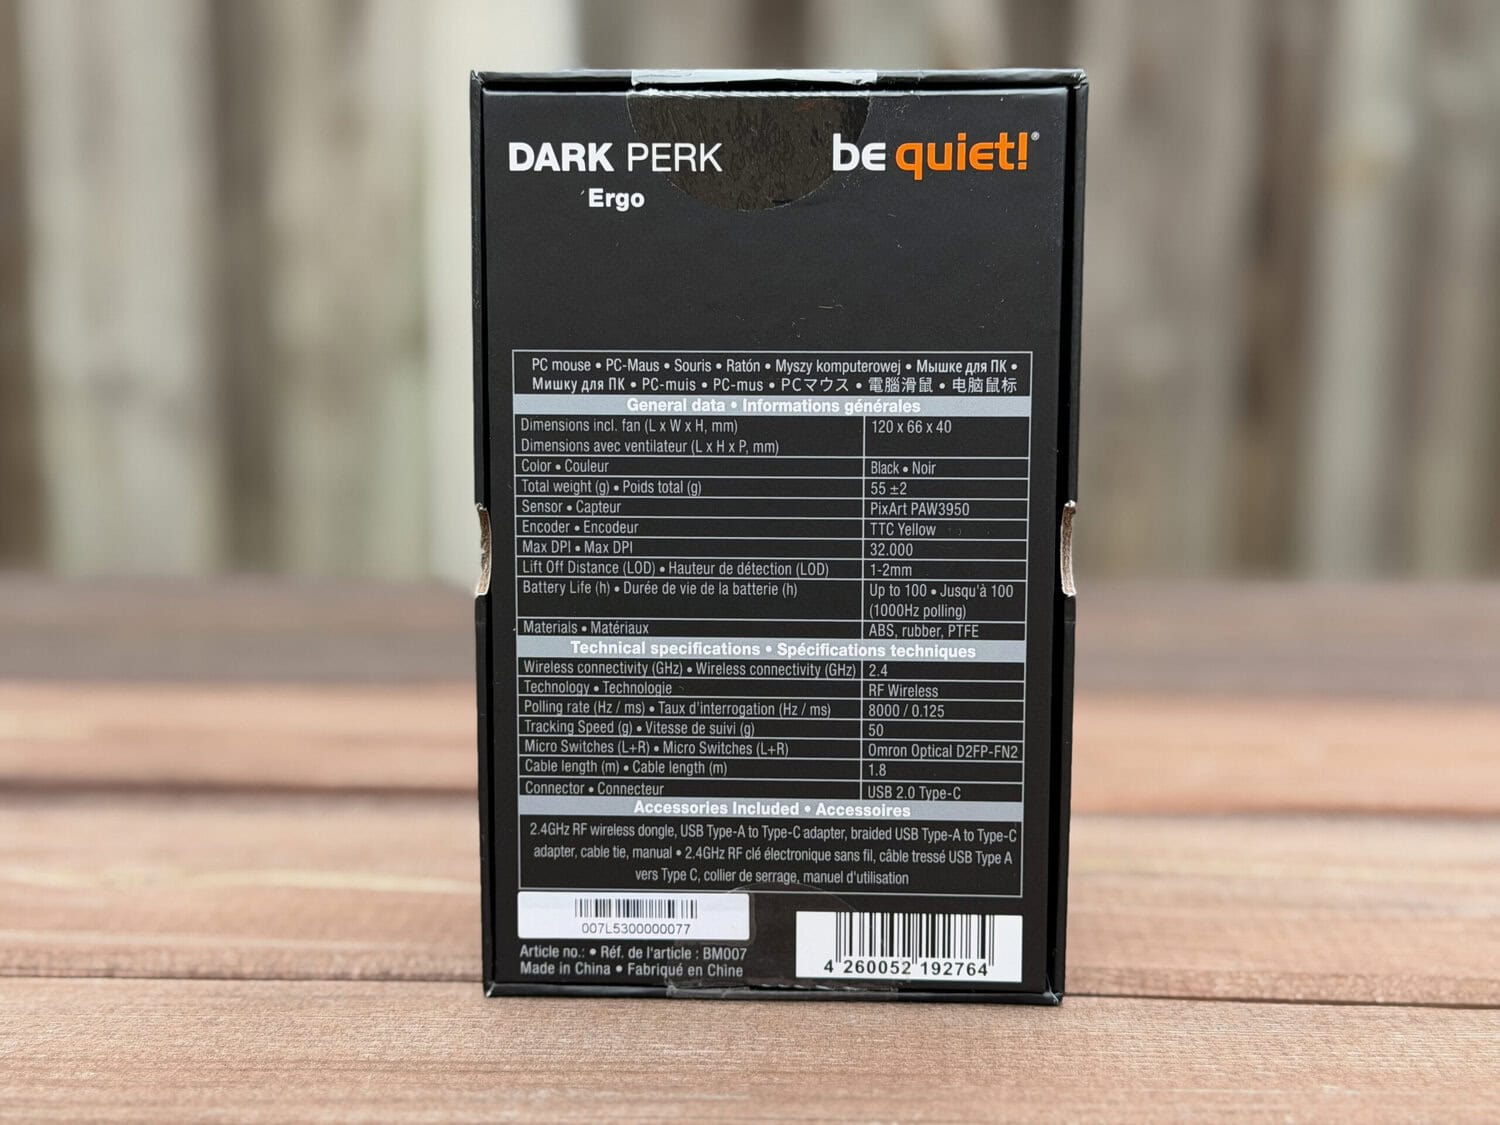 DARK PERK
Ergo
be quiet!®
PC mouse • PC-Maus • Souris • Ratón • Myszy komputerowej • Мышке для ПК •
Мишку для ПК • PC-muis • PC-mus • PCマウス • 電腦滑鼠 • 电脑鼠标
General data • Informations générales
Dimensions incl. fan (L x W x H, mm) 120 x 66 x 40
Dimensions avec ventilateur (L x H x P, mm)
Color • Couleur Black • Noir
Total weight (g) • Poids total (g) 55 ±2
Sensor • Capteur PixArt PAW3950
Encoder • Encodeur TTC Yellow
Max DPI • Max DPI 32.000
Lift Off Distance (LOD) • Hauteur de détection (LOD) 1-2mm
Battery Life (h) • Durée de vie de la batterie (h) Up to 100 • Jusqu'à 100
(1000Hz polling)
Materials • Matériaux ABS, rubber, PTFE
Technical specifications • Spécifications techniques
Wireless connectivity (GHz) • Wireless connectivity (GHz) 2.4
Technology • Technologie RF Wireless
Polling rate (Hz / ms) • Taux d'interrogation (Hz / ms) 8000 / 0.125
Tracking Speed (g) • Vitesse de suivi (g) 50
Micro Switches (L+R) • Micro Switches (L+R) Omron Optical D2FP-FN2
Cable length (m) • Cable length (m) 1.8
Connector • Connecteur USB 2.0 Type-C
Accessories Included • Accessoires
2.4GHz RF wireless dongle, USB Type-A to Type-C adapter, braided USB Type-A to Type-C
adapter, cable tie, manual • 2.4GHz RF clé électronique sans fil, câble tressé USB Type A
vers Type C, collier de serrage, manuel d'utilisation
007L5300000077
Article no.: • Réf. de l'article : BM007
Made in China • Fabriqué en Chine
4 260052 192764